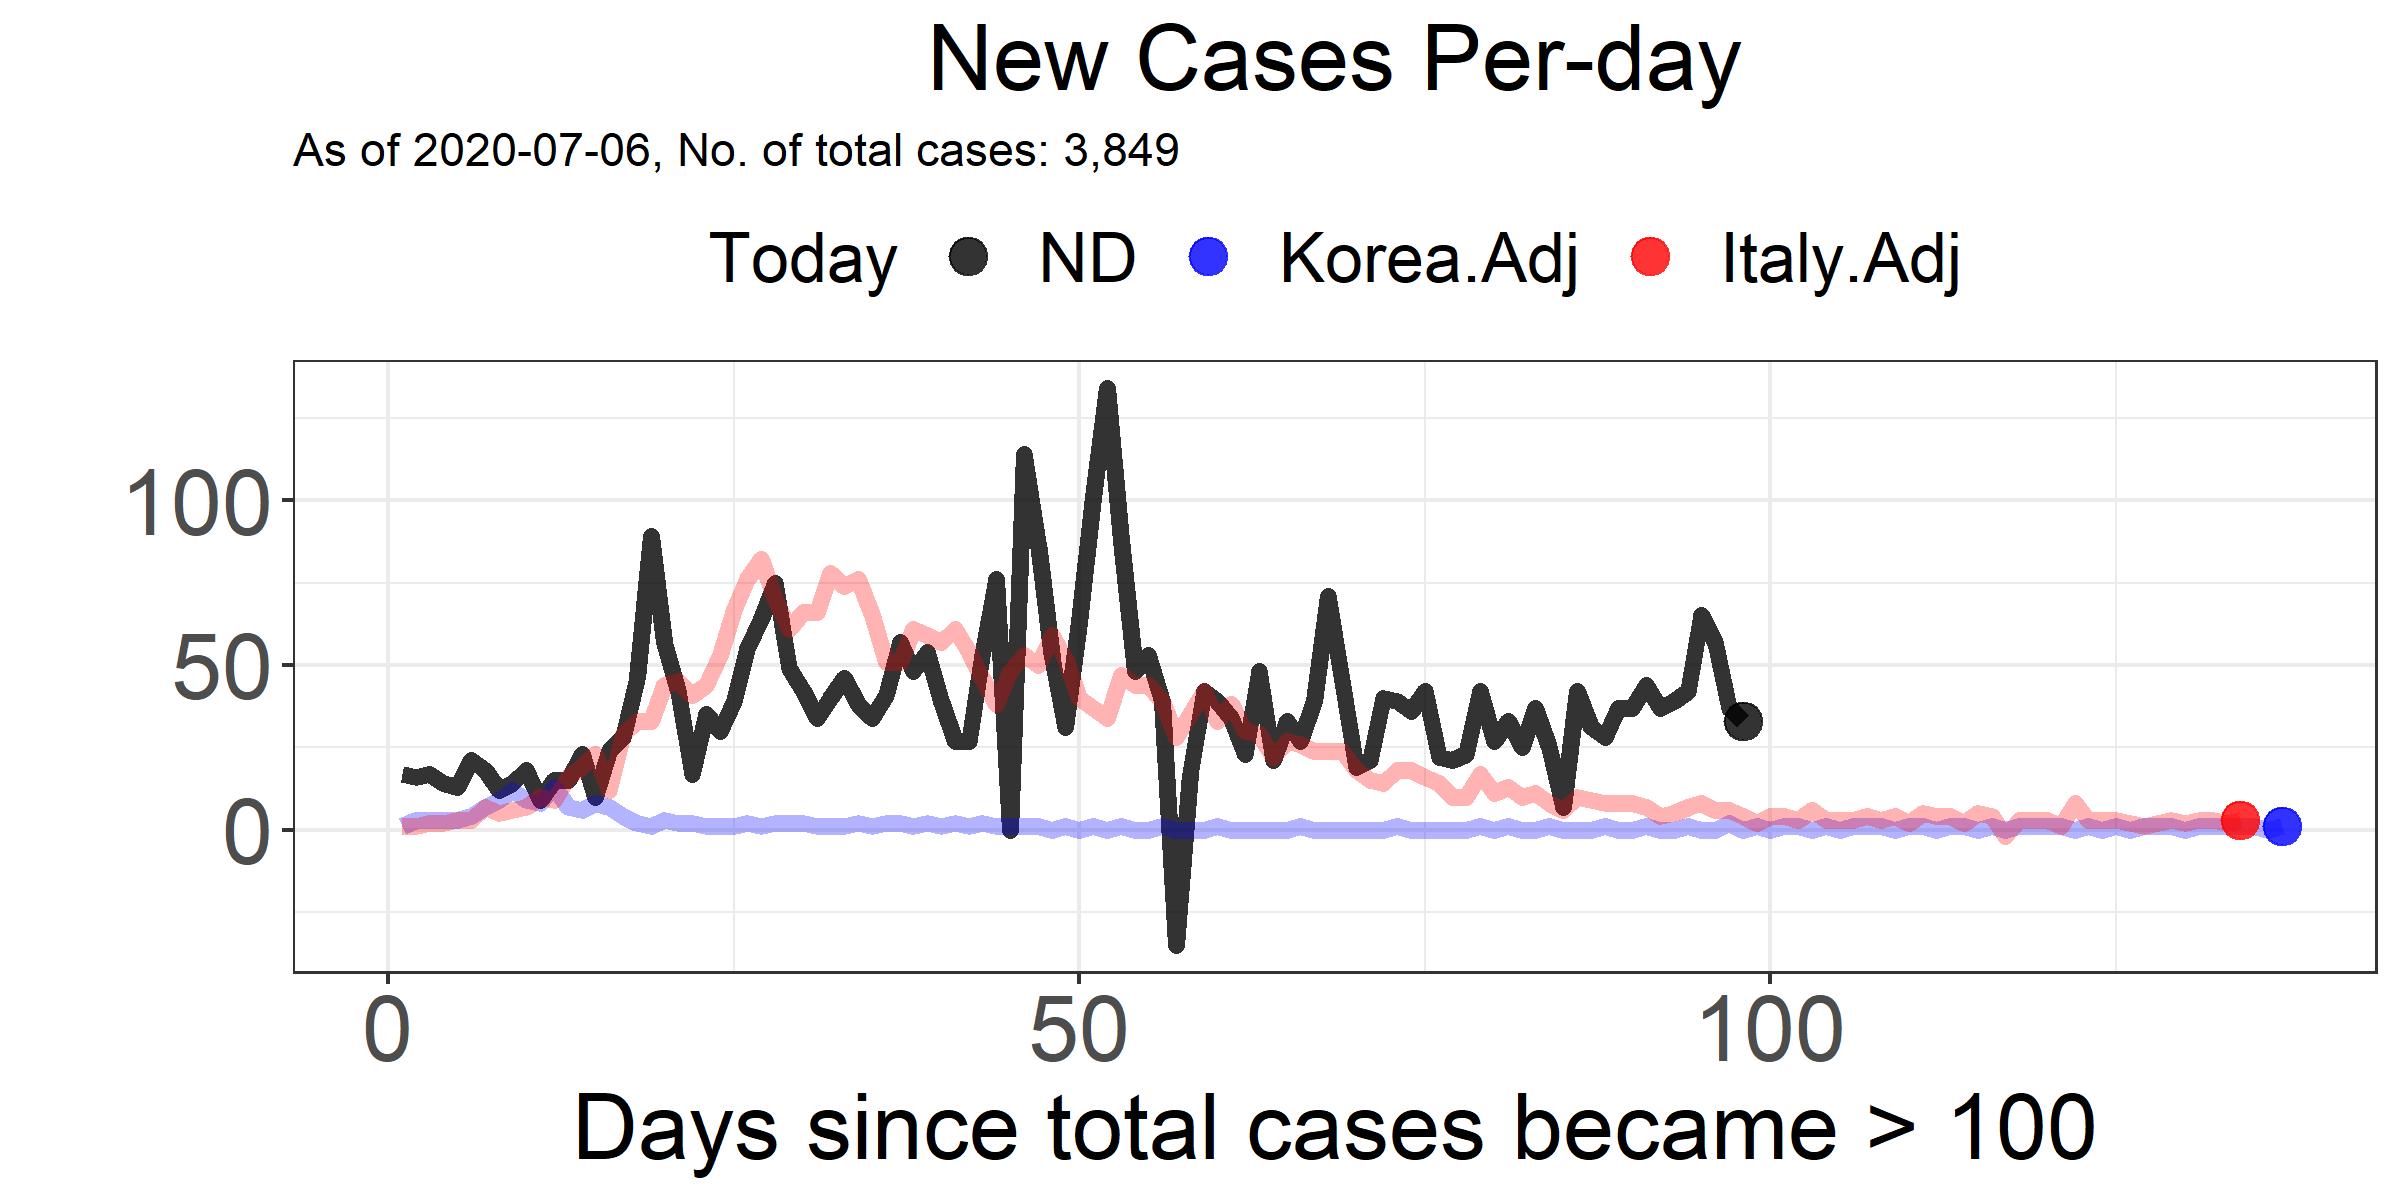 New Cases Per-day
As of 2020-07-06, No. of total cases: 3,849
Today ND Korea.Adj Italy.Adj
100
50
0
0 50 100
Days since total cases became > 100